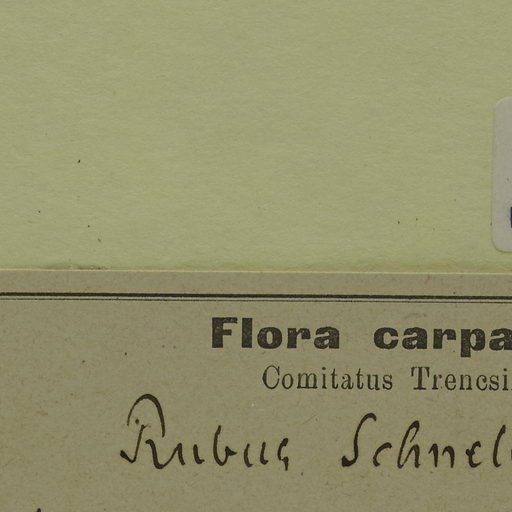 Flora carpa
Comitatus Trencsi
Rubus Schnel